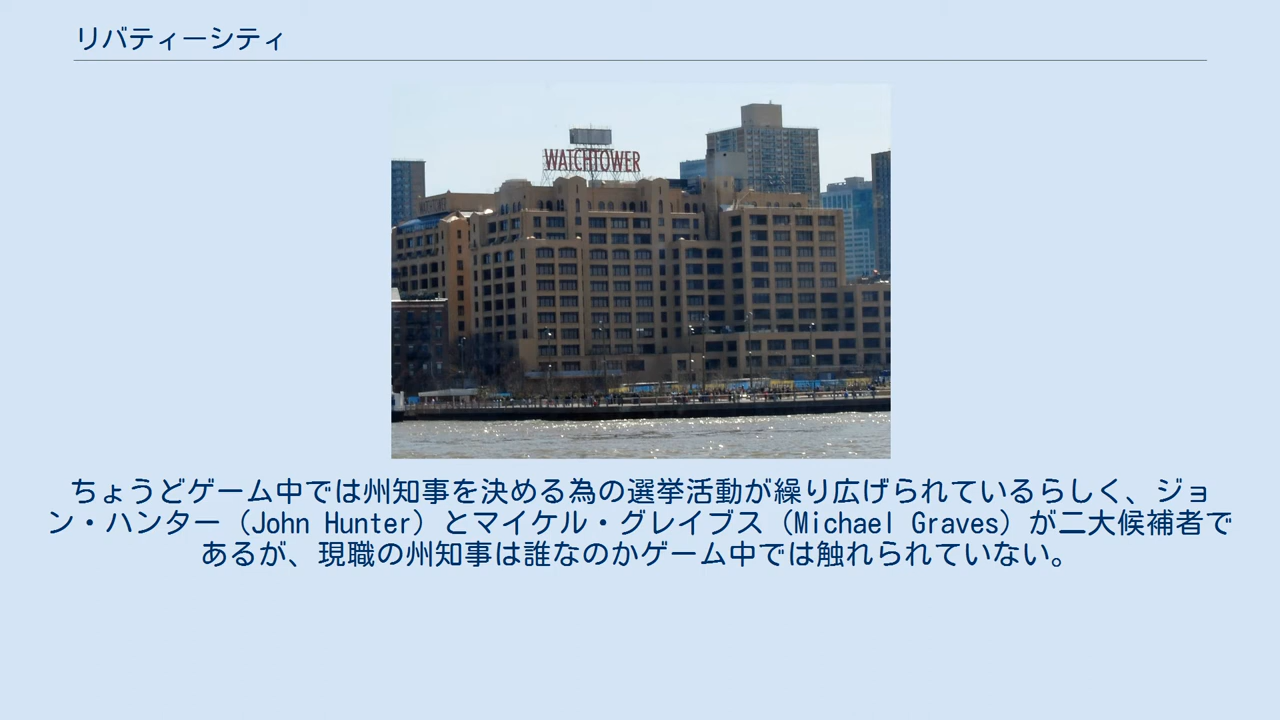 リバティーシティ
WATCHTOWER
ちょうどゲーム中では州知事を決める為の選挙活動が繰り広げられているらしく、ジョ
ン・ハンター（John Hunter）とマイケル・グレイブス（Michael Graves）が二大候補者で
あるが、現職の州知事は誰なのかゲーム中では触れられていない。